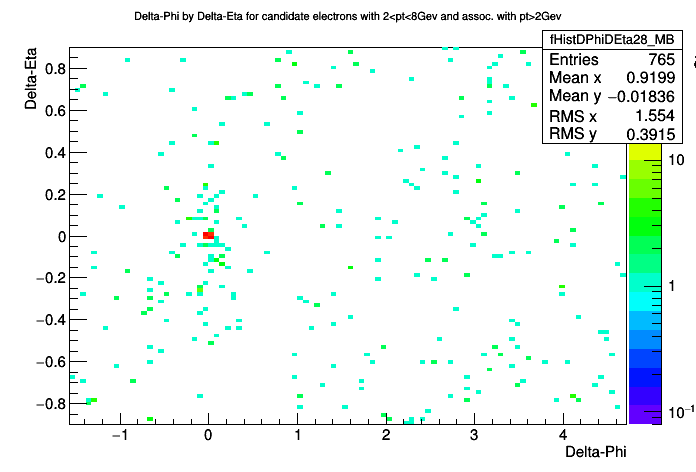 Delta-Phi by Delta-Eta for candidate electrons with 2<pt<8Gev and assoc. with pt>2Gev
fHistDPhiDEta28_MB
Entries 765
Mean x 0.9199
Mean y −0.01836
RMS x 1.554
RMS y 0.3915
Delta-Eta
0.8
0.6
0.4
0.2
0
−0.2
−0.4
−0.6
−0.8
−1 0 1 2 3 4
Delta-Phi
10
1
10⁻¹